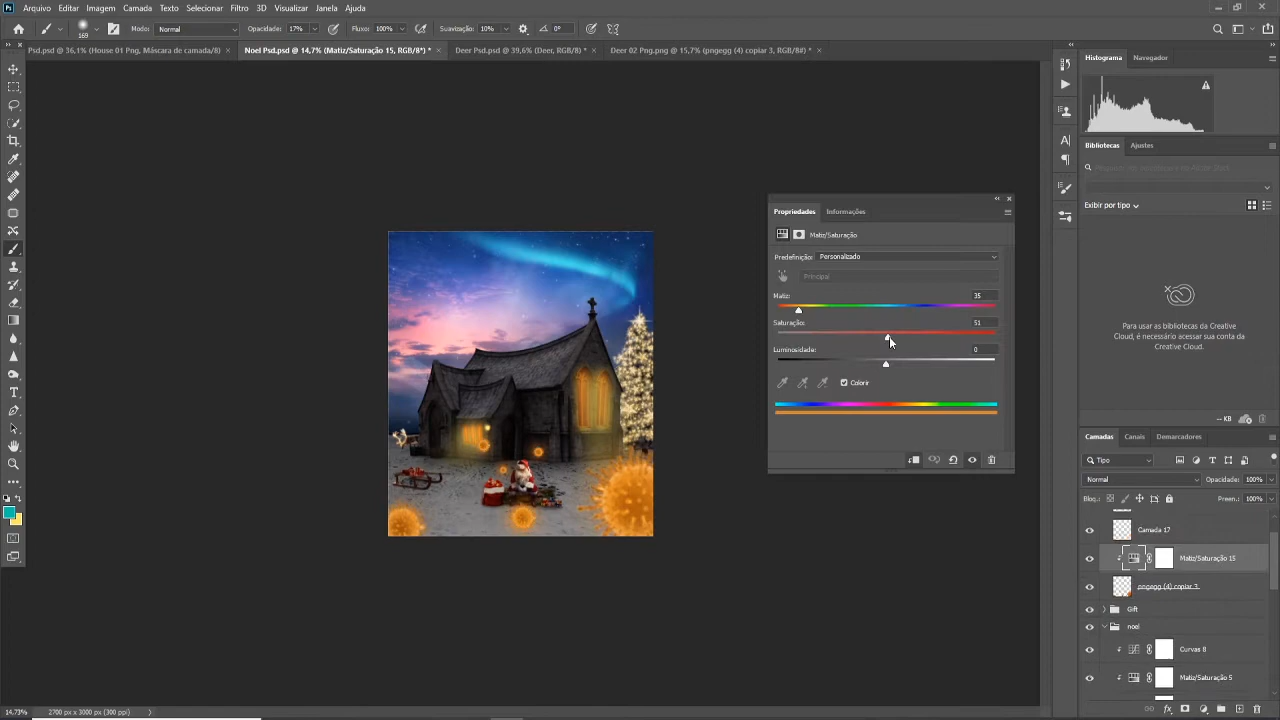 Ps Arquivo Editar Imagem Camada Texto Selecionar Filtro 3D Visualizar Janela Ajuda
169 Modo: Normal Opacidade: 17% Fluxo: 100% Suavização: 10% 0°
Psd.psd @ 36,1% (House 01 Png, Máscara de camada/8) × Noel Psd.psd @ 14,7% (Matiz/Saturação 15, RGB/8*) * × Deer Psd.psd @ 39,6% (Deer, RGB/8) * × Deer 02 Png.png @ 15,7% (pngegg (4) copiar 3, RGB/8#) * ×
Histograma Navegador
Bibliotecas Ajustes
Exibir por tipo
Para usar as bibliotecas da Creative
Cloud, é necessário acessar sua conta da
Creative Cloud.
-- KB
Propriedades Informações
Matiz/Saturação
Predefinição: Personalizado
Principal
Matiz: 35
Saturação: 51
Luminosidade: 0
Colorir
Camadas Canais Demarcadores
Tipo
Normal Opacidade: 100%
Bloq.: Preen.: 100%
Camada 17
Matiz/Saturação 15
pngegg (4) copiar 3
Gift
noel
Curvas 8
Matiz/Saturação 5
fx
14,73% 2700 px x 3000 px (300 ppi)